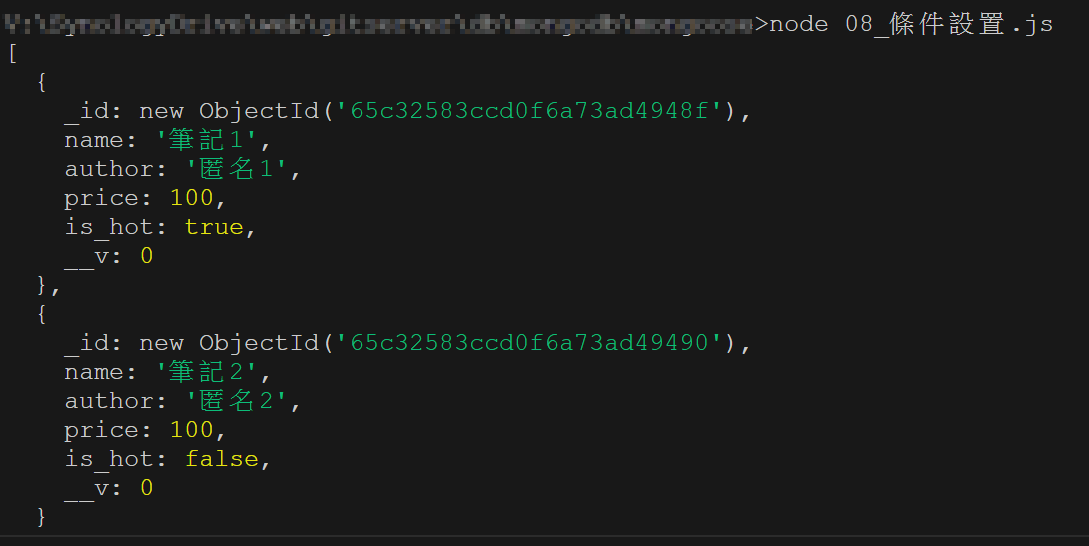 >node 08_條件設置.js
[
  {
    _id: new ObjectId('65c32583ccd0f6a73ad4948f'),
    name: '筆記1',
    author: '匿名1',
    price: 100,
    is_hot: true,
    __v: 0
  },
  {
    _id: new ObjectId('65c32583ccd0f6a73ad49490'),
    name: '筆記2',
    author: '匿名2',
    price: 100,
    is_hot: false,
    __v: 0
  }